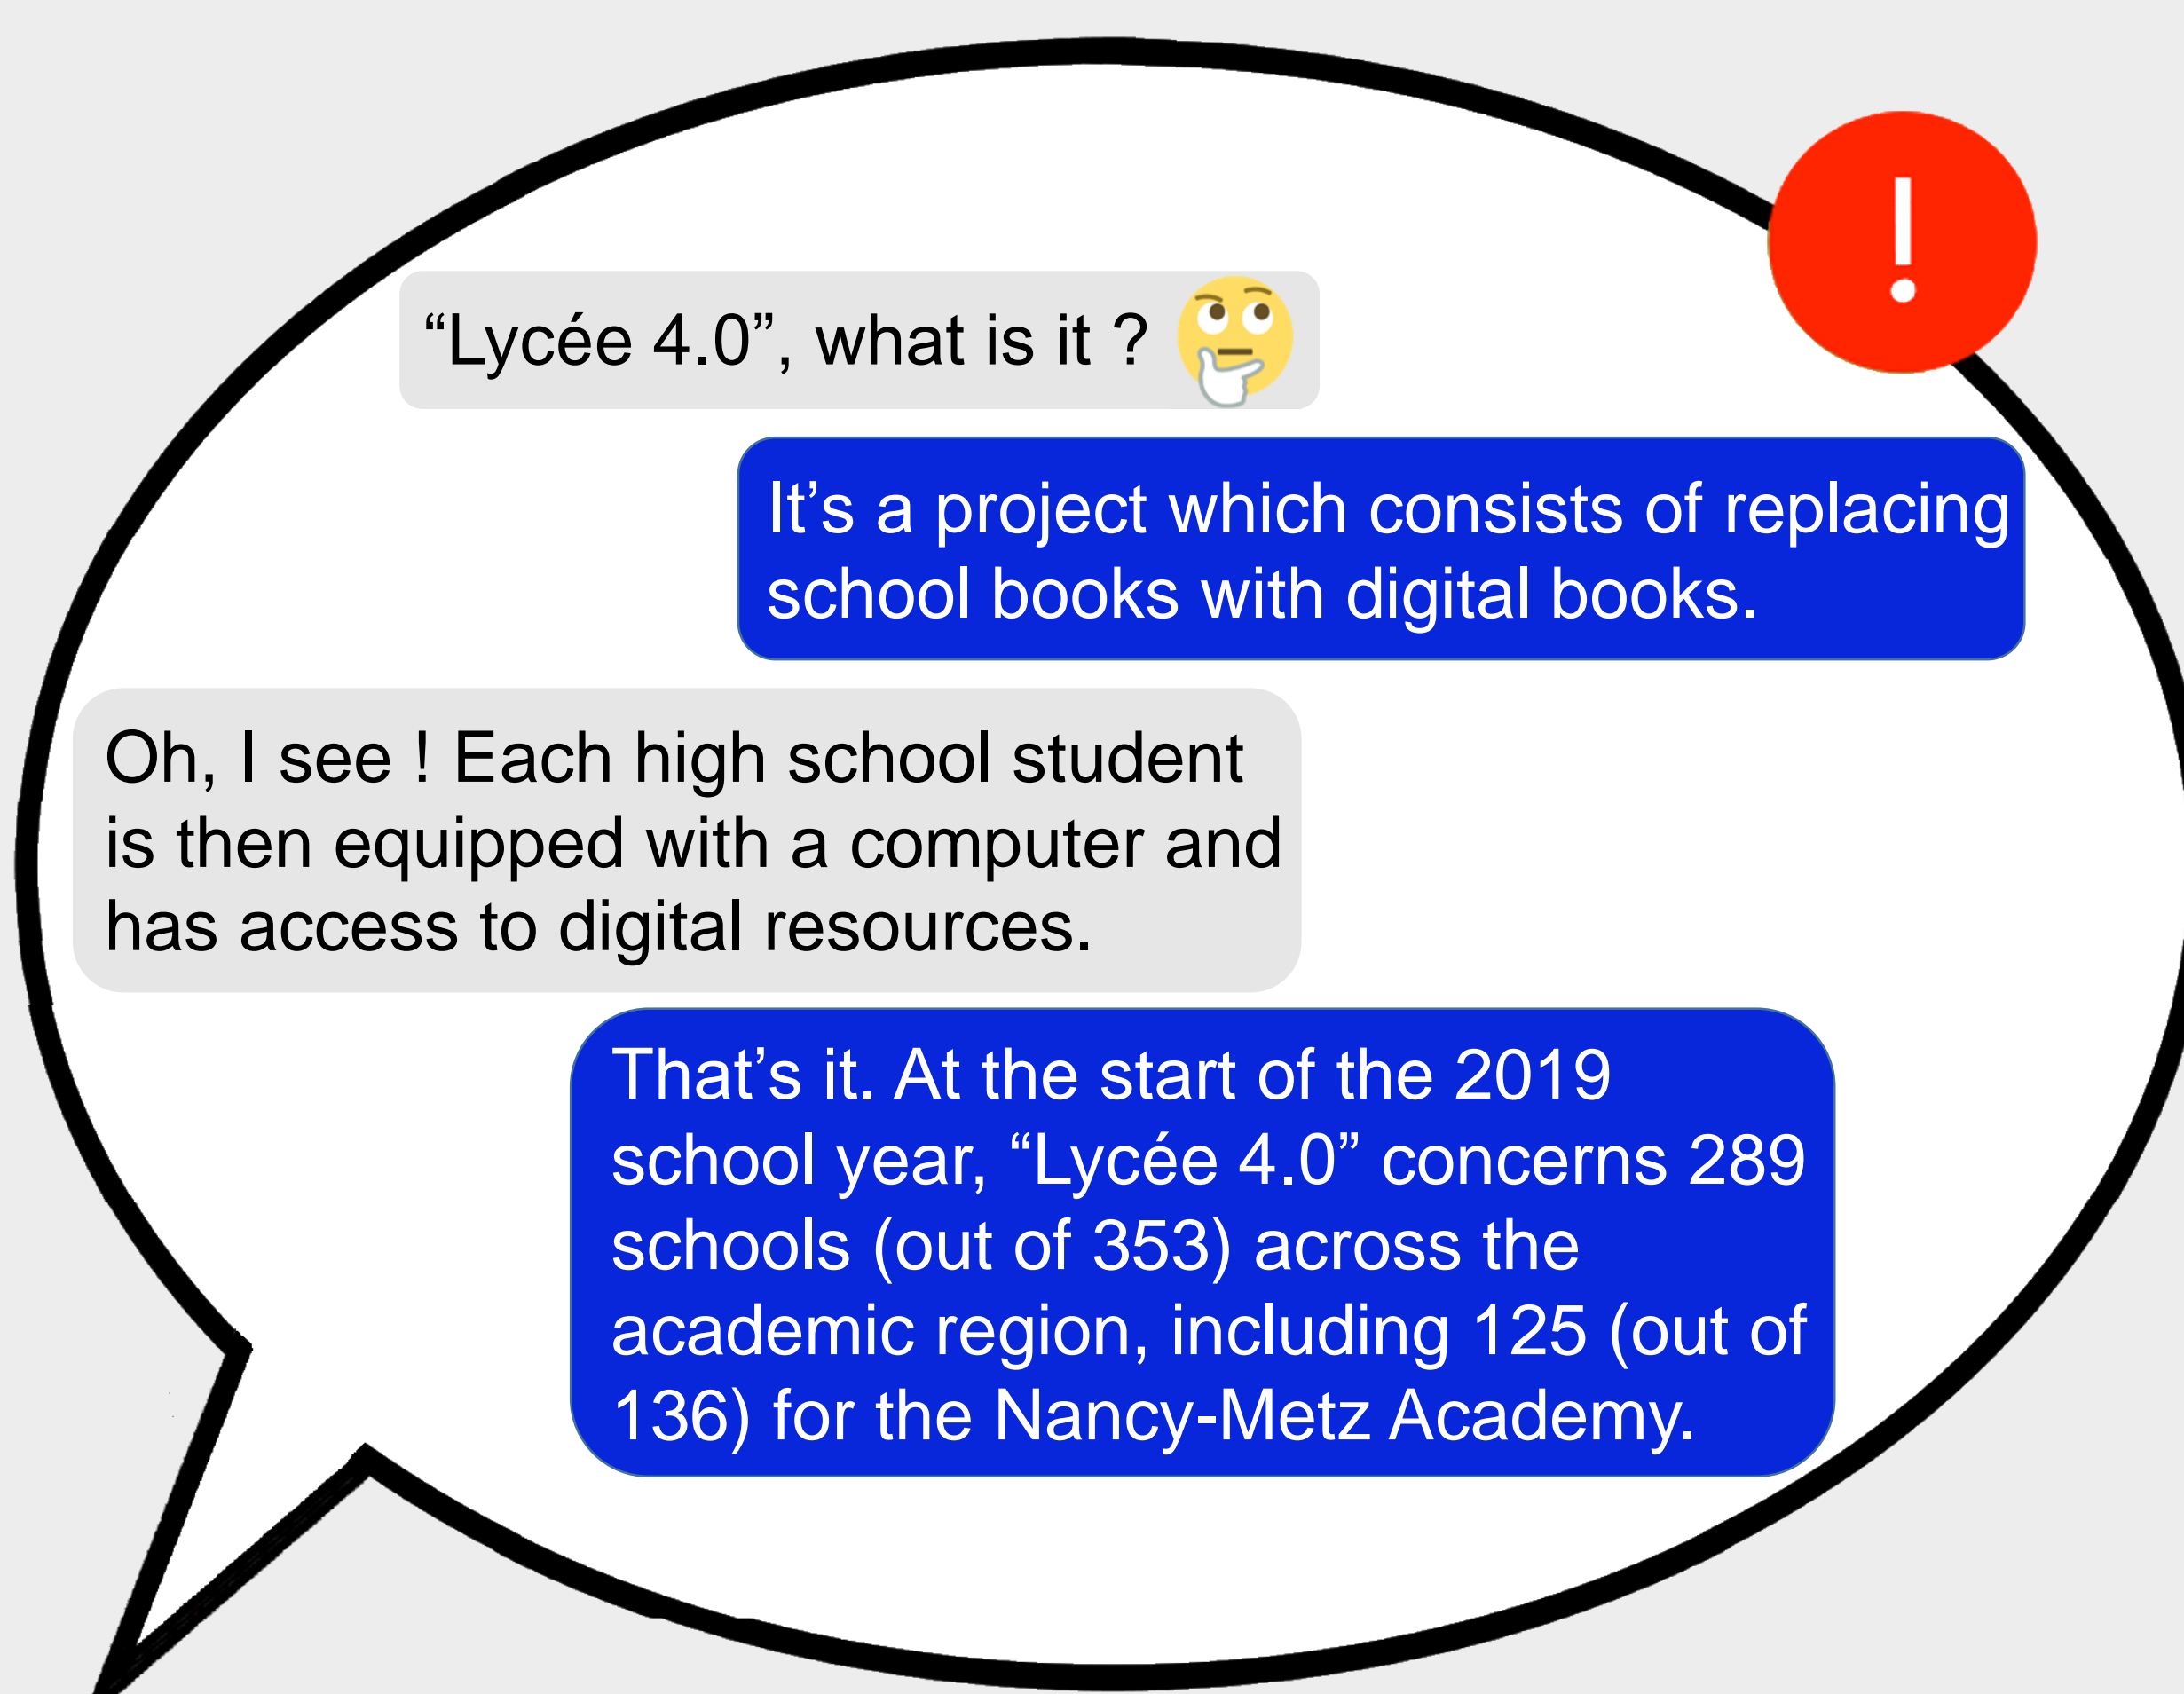 “Lycée 4.0”, what is it ?
!
It’s a project which consists of replacing
school books with digital books.
Oh, I see ! Each high school student
is then equipped with a computer and
has access to digital resources.
That’s it. At the start of the 2019
school year, “Lycée 4.0” concerns 289
schools (out of 353) across the
academic region, including 125 (out of
136) for the Nancy-Metz Academy.